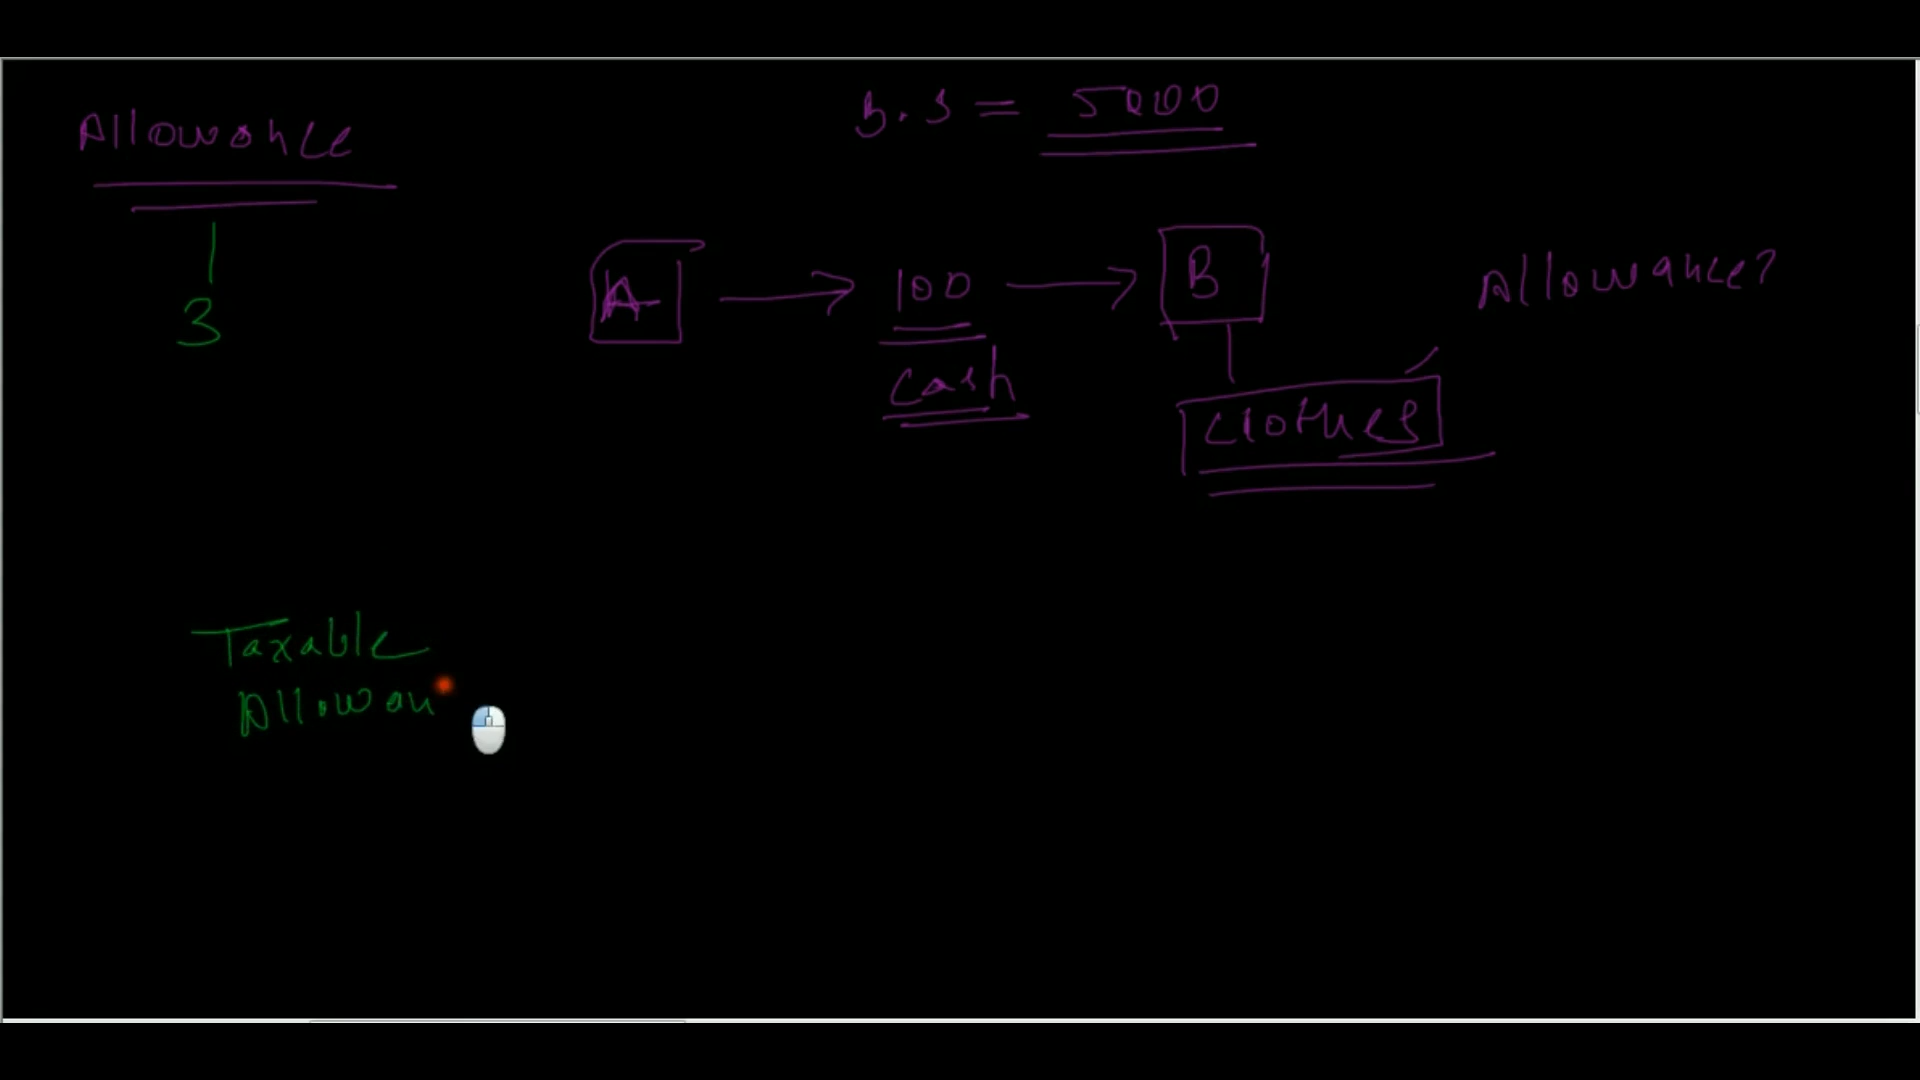 Allowance
B.S = 5000
A → 100 → B
Allowance?
Cash
Clothes
3
Taxable
Allowan